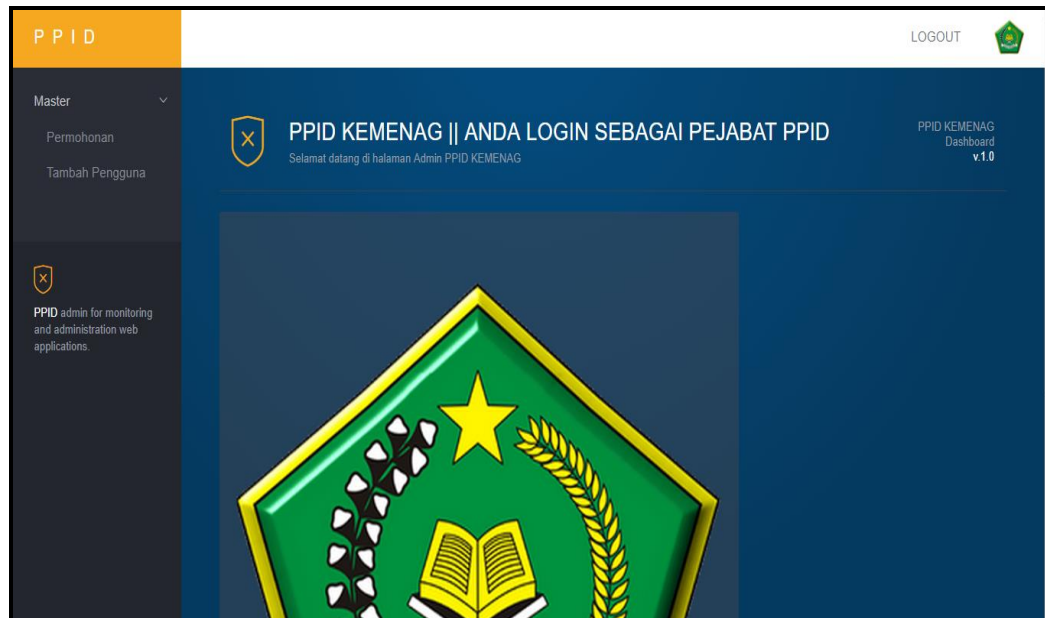 PPID
LOGOUT
Master
Permohonan
Tambah Pengguna
PPID admin for monitoring
and administration web
applications.
PPID KEMENAG || ANDA LOGIN SEBAGAI PEJABAT PPID
Selamat datang di halaman Admin PPID KEMENAG
PPID KEMENAG
Dashboard
v.1.0